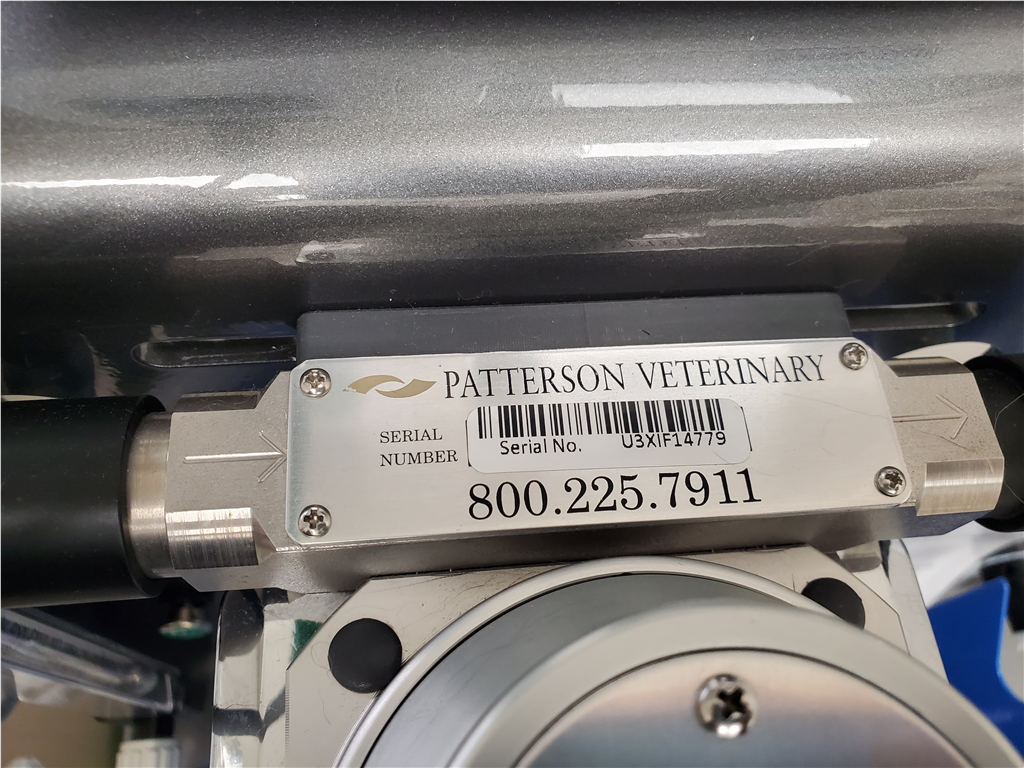 PATTERSON VETERINARY
SERIAL NUMBER
Serial No. U3XIF14779
800.225.7911